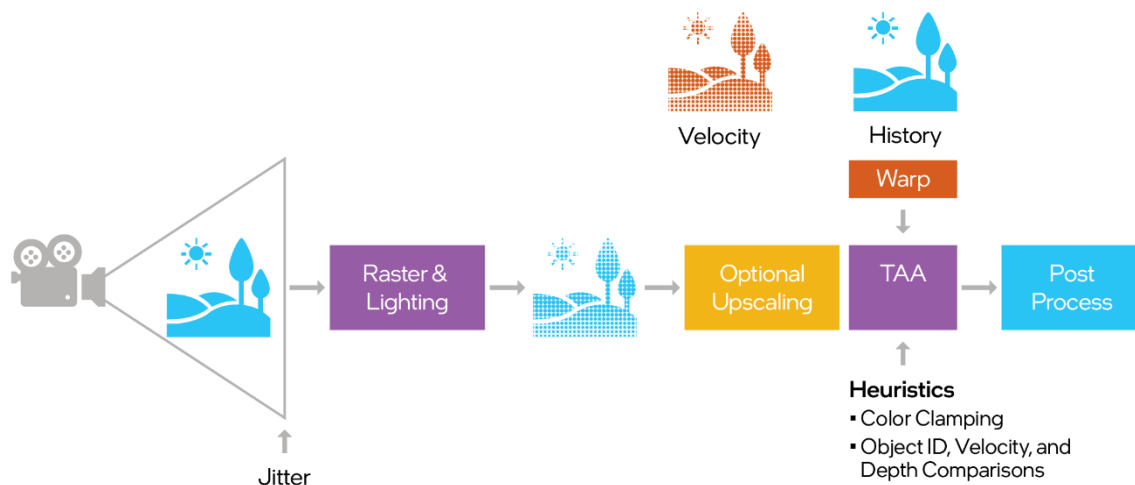 Velocity
History
Warp
Raster &
Lighting
Optional
Upscaling
TAA
Post
Process
Heuristics
▪ Color Clamping
▪ Object ID, Velocity, and
Depth Comparisons
Jitter